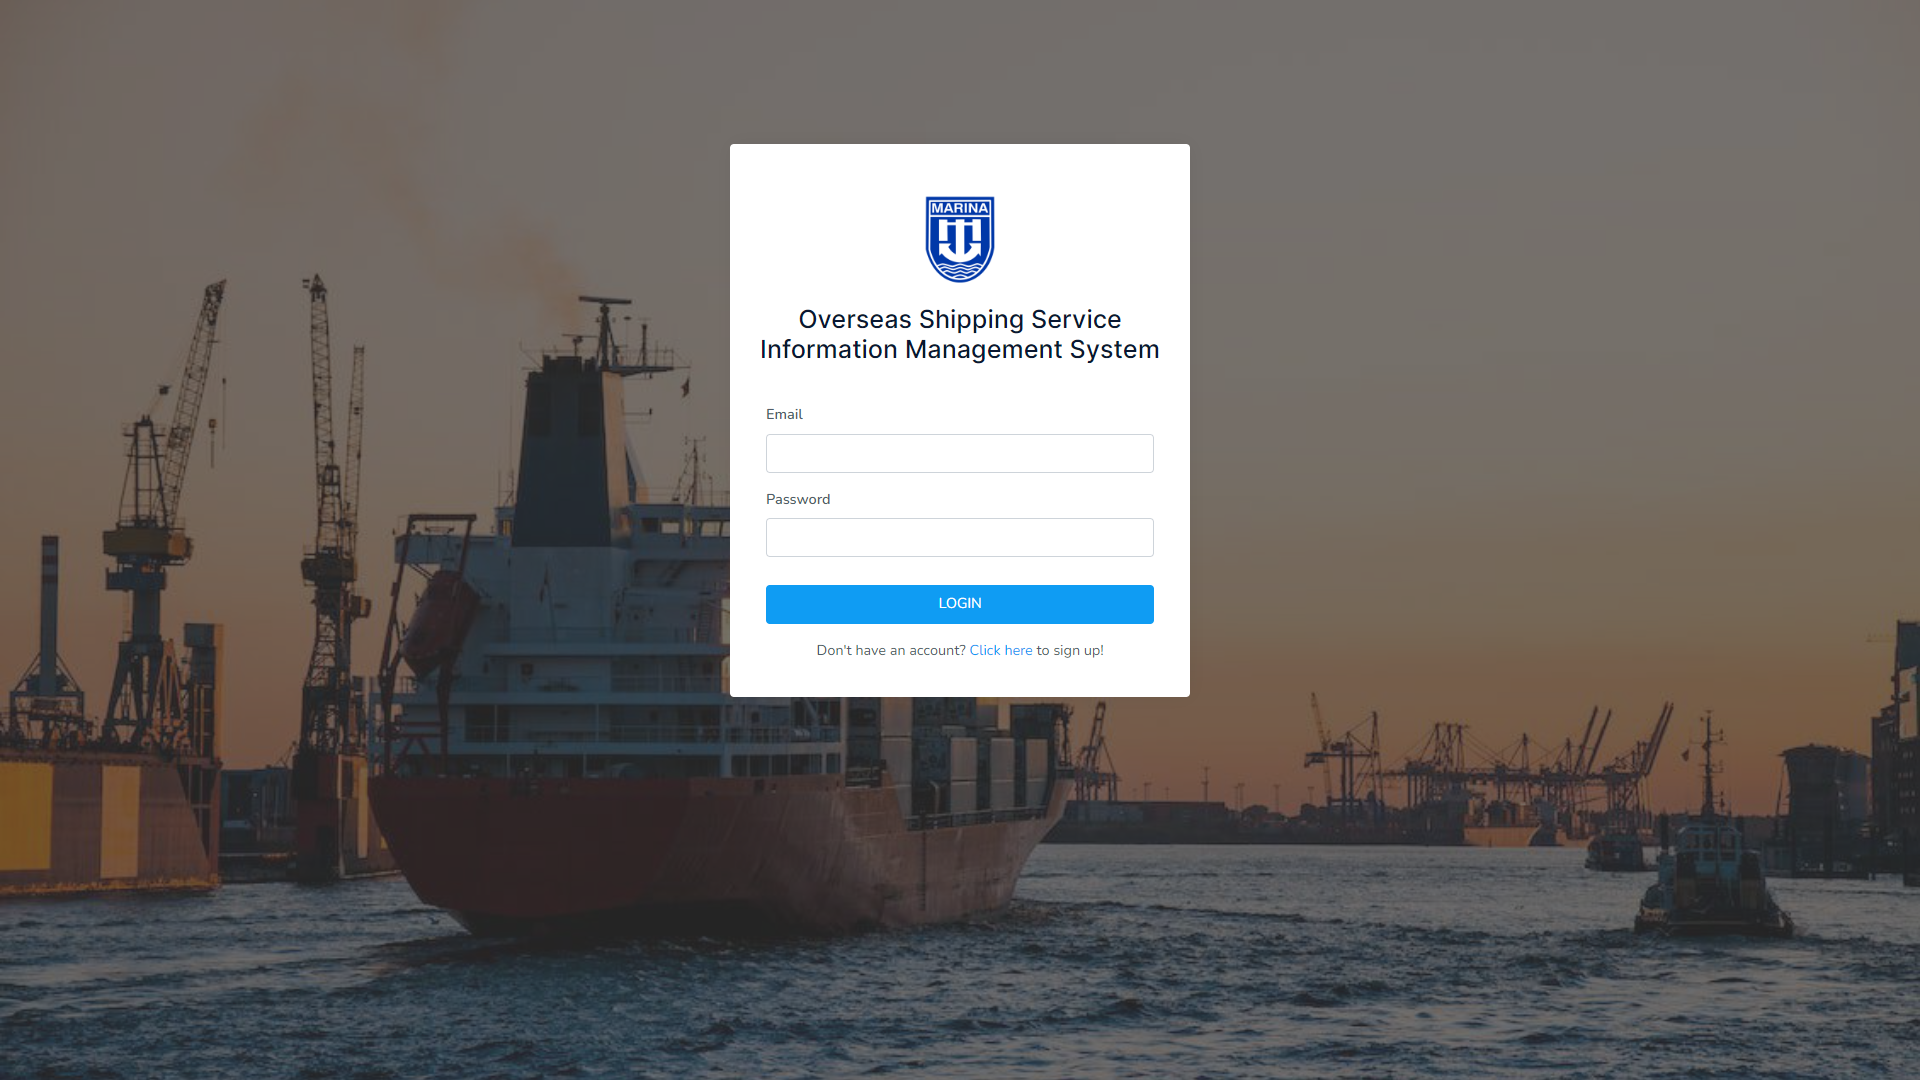 MARINA
Overseas Shipping Service
Information Management System
Email
Password
LOGIN
Don't have an account? Click here to sign up!